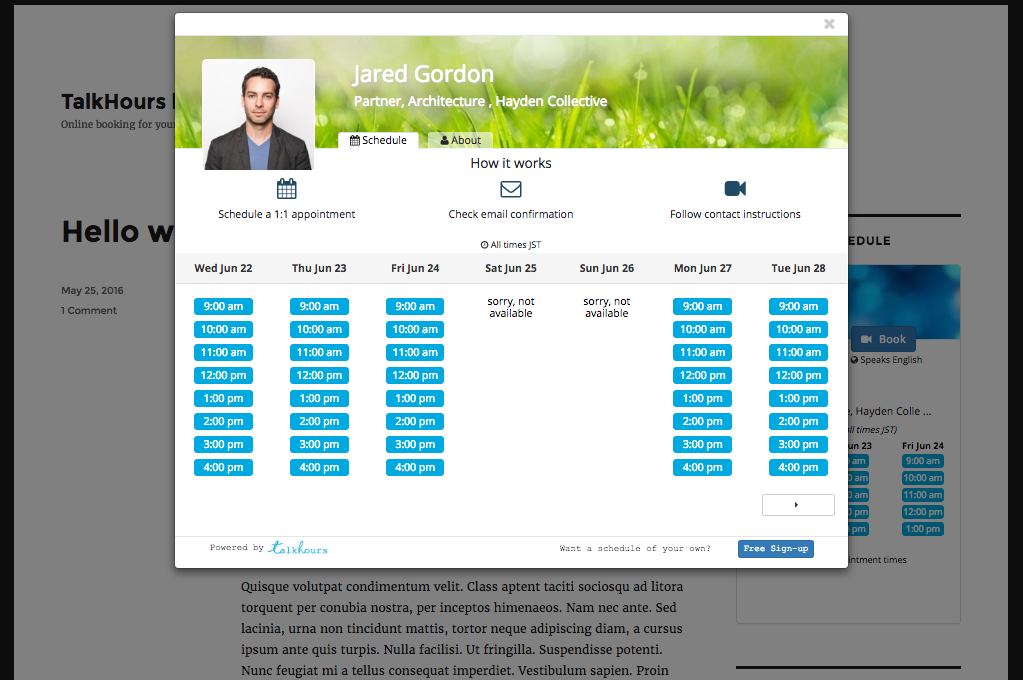 ×
Jared Gordon
Partner, Architecture , Hayden Collective
Schedule
About
How it works
Schedule a 1:1 appointment
Check email confirmation
Follow contact instructions
All times JST
Wed Jun 22 Thu Jun 23 Fri Jun 24 Sat Jun 25 Sun Jun 26 Mon Jun 27 Tue Jun 28
9:00 am 9:00 am 9:00 am sorry, not available sorry, not available 9:00 am 9:00 am
10:00 am 10:00 am 10:00 am 10:00 am 10:00 am
11:00 am 11:00 am 11:00 am 11:00 am 11:00 am
12:00 pm 12:00 pm 12:00 pm 12:00 pm 12:00 pm
1:00 pm 1:00 pm 1:00 pm 1:00 pm 1:00 pm
2:00 pm 2:00 pm 2:00 pm 2:00 pm 2:00 pm
3:00 pm 3:00 pm 3:00 pm 3:00 pm 3:00 pm
4:00 pm 4:00 pm 4:00 pm 4:00 pm 4:00 pm
Powered by talkhours
Want a schedule of your own?
Free Sign-up
TalkHours
Online booking for your
Hello
May 25, 2016
1 Comment
EDULE
Book
Speaks English
, Hayden Colle ...
all times JST)
un 23 Fri Jun 24
am 9:00 am
am 10:00 am
am 11:00 am
pm 12:00 pm
pm 1:00 pm
intment times
Quisque volutpat condimentum velit. Class aptent taciti sociosqu ad litora
torquent per conubia nostra, per inceptos himenaeos. Nam nec ante. Sed
lacinia, urna non tincidunt mattis, tortor neque adipiscing diam, a cursus
ipsum ante quis turpis. Nulla facilisi. Ut fringilla. Suspendisse potenti.
Nunc feugiat mi a tellus consequat imperdiet. Vestibulum sapien. Proin